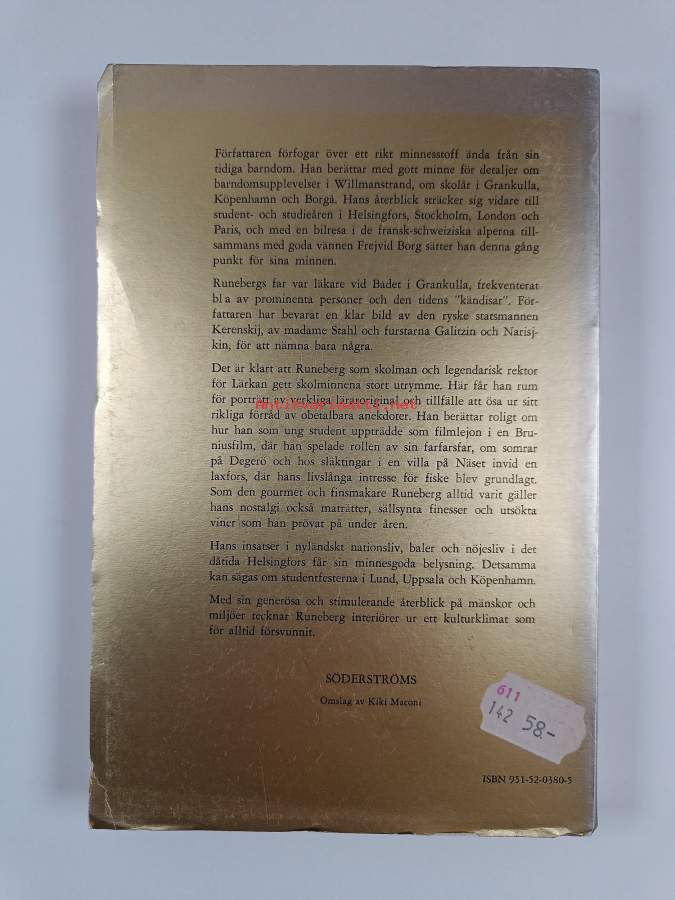 Författaren förfogar över ett rikt minnesstoff ända från sin
tidiga barndom. Han berättar med gott minne för detaljer om
barndomsupplevelser i Willmanstrand, om skolår i Grankulla,
Köpenhamn och Borgå. Hans återblick sträcker sig vidare till
student- och studieåren i Helsingfors, Stockholm, London och
Paris, och med en bilresa i de fransk-schweiziska alperna till-
sammans med goda vännen Frejvid Borg sätter han denna gång
punkt för sina minnen.
Runebergs far var läkare vid Badet i Grankulla, frekventerat
bl a av prominenta personer och den tidens "kändisar". För-
fattaren har bevarat en klar bild av den ryske statsmannen
Kerenskij, av madame Stahl och furstarna Galitzin och Narisj-
kin, för att nämna bara några.
Det är klart att Runeberg som skolman och legendarisk rektor
för Lärkan gett skolminnena stort utrymme. Här får han rum
för porträtt av verkliga läraroriginal och tillfälle att ösa ur sitt
rikliga förråd av obetalbara anekdoter. Han berättar roligt om
hur han som ung student uppträdde som filmlejon i en Bru-
niusfilm, där han spelade rollen av sin farfarsfar, om somrar
på Degerö och hos släktingar i en villa på Näset invid en
laxfors, där hans livslånga intresse för fiske blev grundlagt.
Som den gourmet och finsmakare Runeberg alltid varit gäller
hans nostalgi också maträtter, sällsynta finesser och utsökta
viner som han prövat på under åren.
Hans insatser i nyländskt nationsliv, baler och nöjesliv i det
dåtida Helsingfors får sin minnesgoda belysning. Detsamma
kan sägas om studentfesterna i Lund, Uppsala och Köpenhamn.
Med sin generösa och stimulerande återblick på mänskor och
miljöer tecknar Runeberg interiörer ur ett kulturklimat som
för alltid försvunnit.
SÖDERSTRÖMS
Omslag av Kiki Maconi
611
142 58.-
ISBN 951-52-0380-5